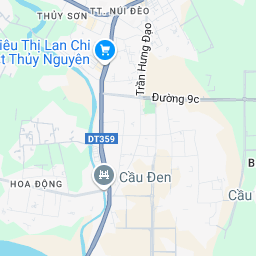 TT. NÚI ĐÈO
THỦY SƠN
iêu Thị Lan Chi
t Thủy Nguyên
Trần Hưng Đạo
Đường 9c
ĐT359
Cầu Đen
HOA ĐỘNG
B
Cầu